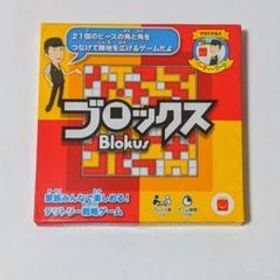 21個のピースの角と角を
つなげて陣地を広げるゲームだよ
ブロックス
Blokus
家族みんなで楽しめる!
テリトリー戦略ゲーム